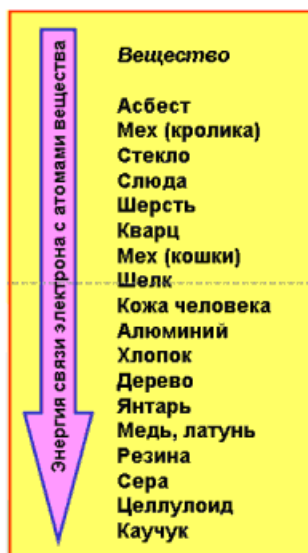 Энергия связи электрона с атомами вещества
Вещество
Асбест
Мех (кролика)
Стекло
Слюда
Шерсть
Кварц
Мех (кошки)
Шелк
Кожа человека
Алюминий
Хлопок
Дерево
Янтарь
Медь, латунь
Резина
Сера
Целлулоид
Каучук